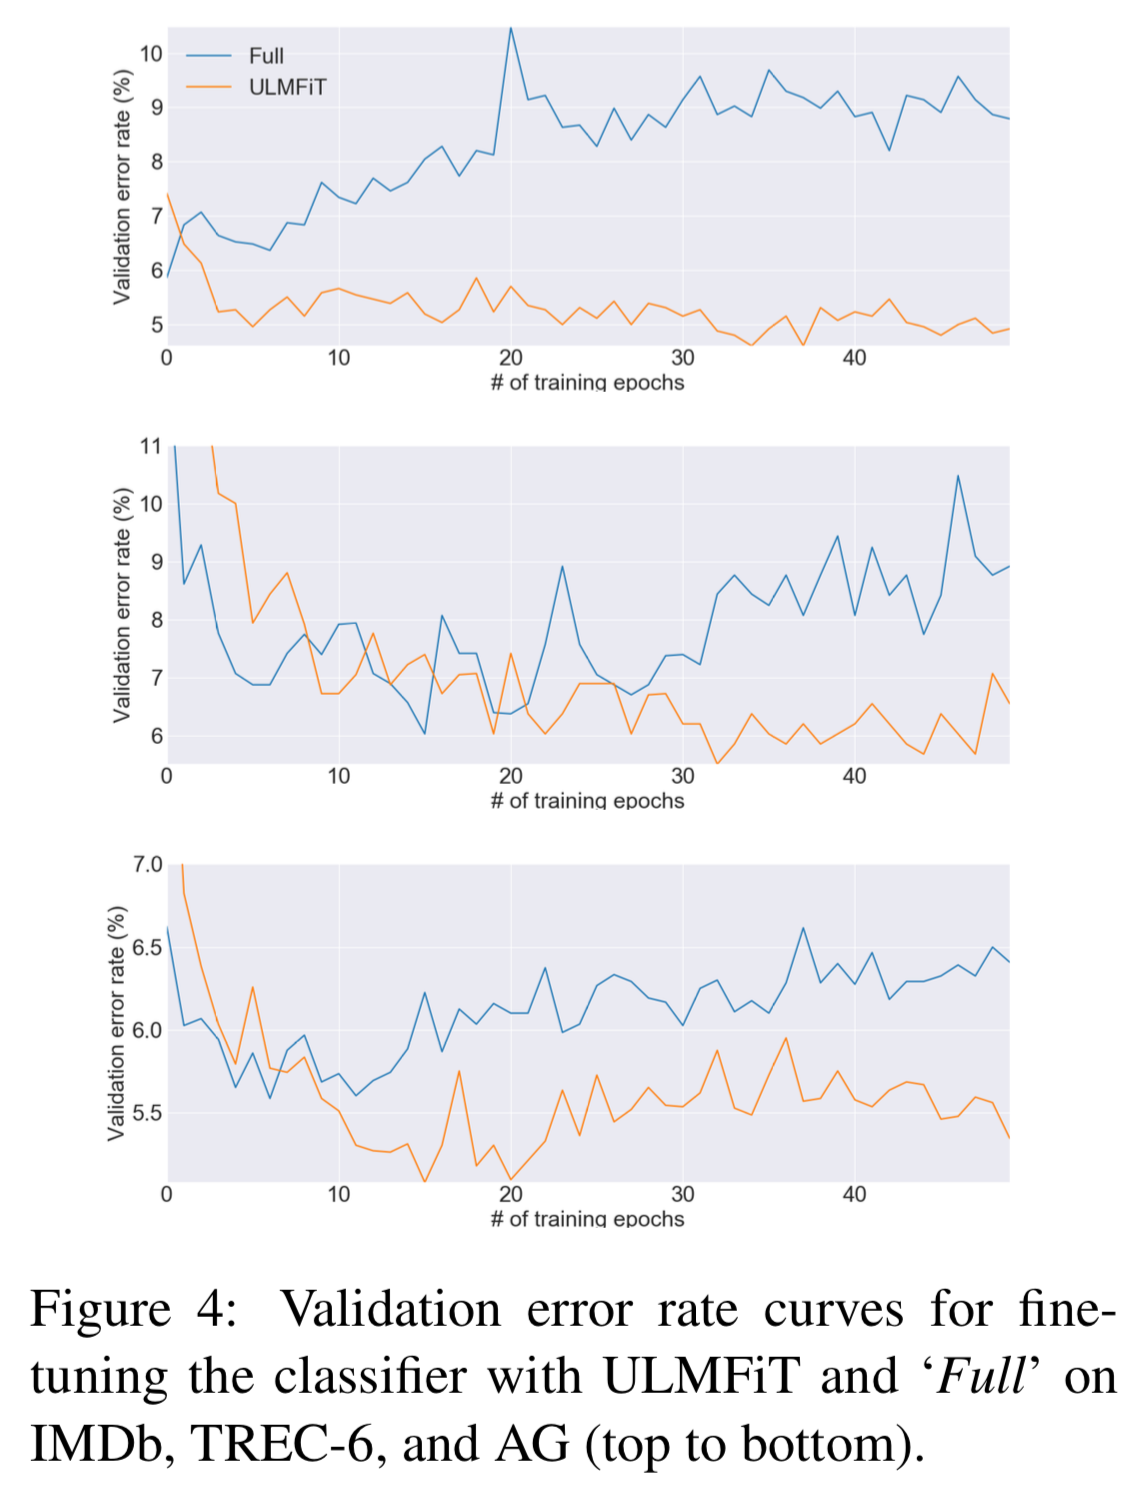 10
9
8
7
6
5
Validation error rate (%)
Full
ULMFiT
0
10
20
30
40
# of training epochs
11
10
9
8
7
6
Validation error rate (%)
0
10
20
30
40
# of training epochs
7.0
6.5
6.0
5.5
Validation error rate (%)
0
10
20
30
40
# of training epochs
Figure 4: Validation error rate curves for fine-
tuning the classifier with ULMFiT and ‘Full’ on
IMDb, TREC-6, and AG (top to bottom).